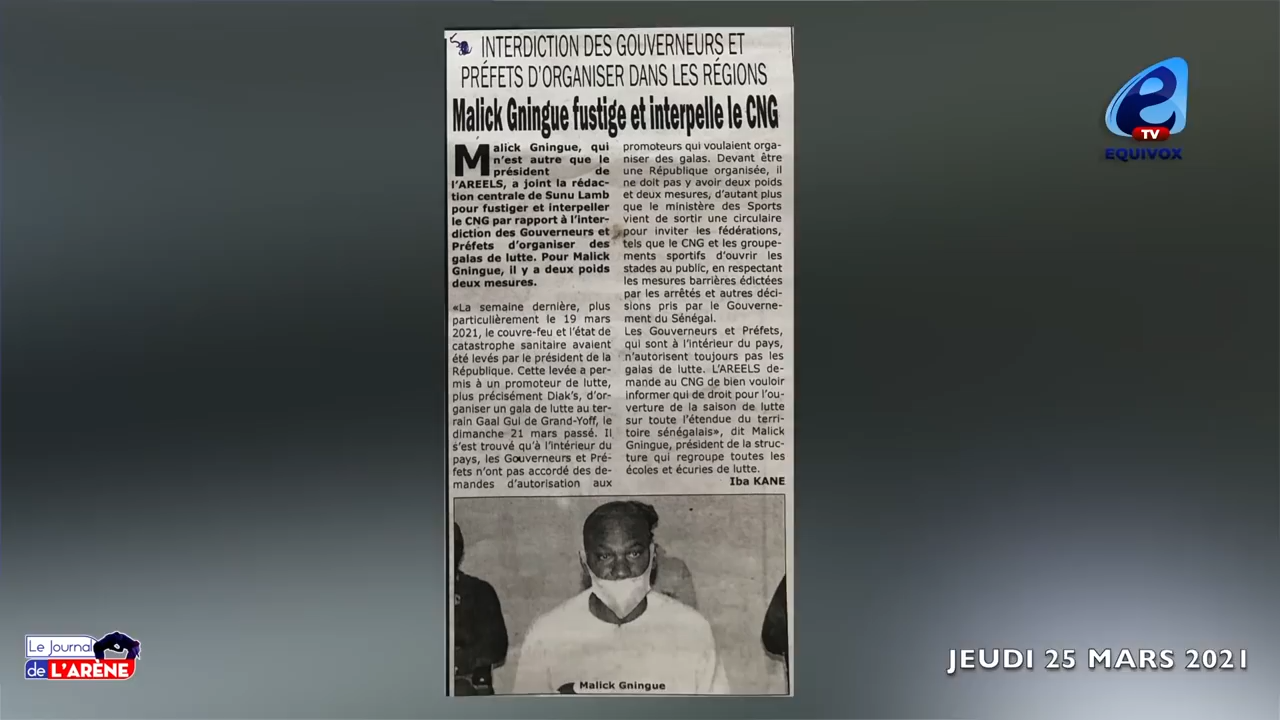 INTERDICTION DES GOUVERNEURS ET
PRÉFETS D'ORGANISER DANS LES RÉGIONS
Malick Gningue fustige et interpelle le CNG
Malick Gningue, qui
n'est autre que le
président de
l'AREELS, a joint la rédac-
tion centrale de Sunu Lamb
pour fustiger et interpeller
le CNG par rapport à l'inter-
diction des Gouverneurs et
Préfets d'organiser des
galas de lutte. Pour Malick
Gningue, il y a deux poids
deux mesures.
«La semaine dernière, plus
particulièrement le 19 mars
2021, le couvre-feu et l'état de
catastrophe sanitaire avaient
été levés par le président de la
République. Cette levée a per-
mis à un promoteur de lutte,
plus précisément Diak's, d'or-
ganiser un gala de lutte au ter-
rain Gaal Gui de Grand-Yoff, le
dimanche 21 mars passé. Il
s'est trouvé qu'à l'intérieur du
pays, les Gouverneurs et Pré-
fets n'ont pas accordé des de-
mandes d'autorisation aux
promoteurs qui voulaient orga-
niser des galas. Devant être
une République organisée, il
ne doit pas y avoir deux poids
et deux mesures, d'autant plus
que le ministère des Sports
vient de sortir une circulaire
pour inviter les fédérations,
tels que le CNG et les groupe-
ments sportifs d'ouvrir les
stades au public, en respectant
les mesures barrières édictées
par les arrêtés et autres déci-
sions pris par le Gouverne-
ment du Sénégal.
Les Gouverneurs et Préfets,
qui sont à l'intérieur du pays,
n'autorisent toujours pas les
galas de lutte. L'AREELS de-
mande au CNG de bien vouloir
informer qui de droit pour l'ou-
verture de la saison de lutte
sur toute l'étendue du terri-
toire sénégalais», dit Malick
Gningue, président de la struc-
ture qui regroupe toutes les
écoles et écuries de lutte.
Iba KANE
Malick Gningue
e
TV
EQUIVOX
Le Journal
de L'ARÈNE
JEUDI 25 MARS 2021